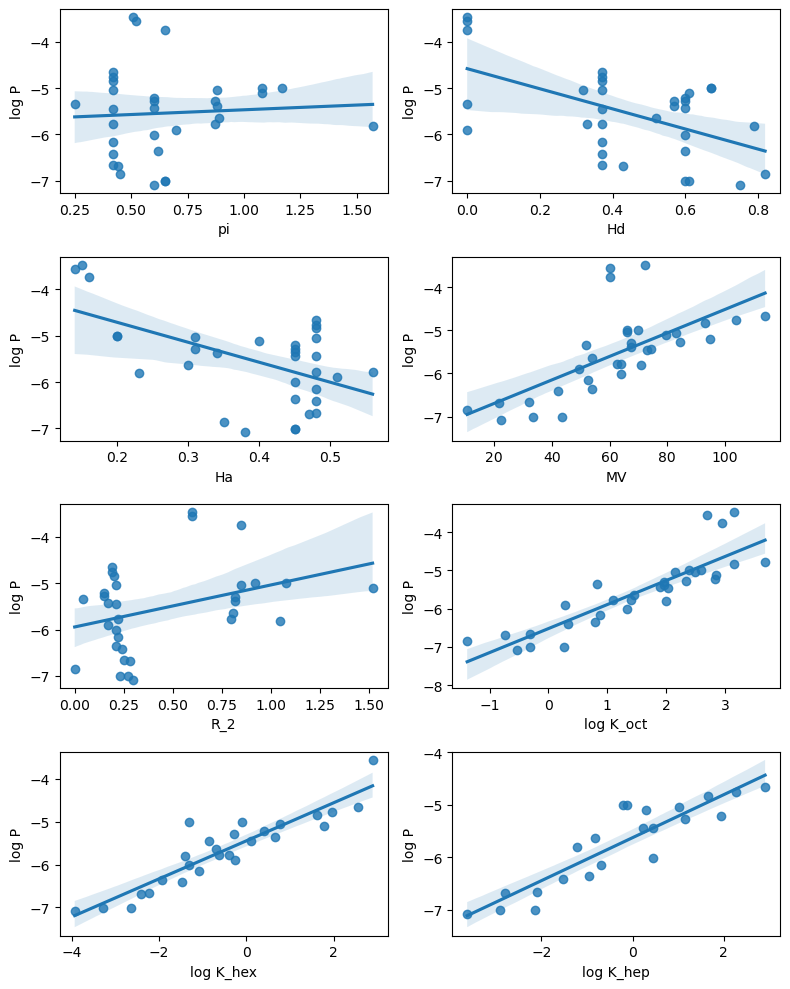 −4
−5
−6
−7
log P
0.25 0.50 0.75 1.00 1.25 1.50
pi
−4
−5
−6
−7
log P
0.0 0.2 0.4 0.6 0.8
Hd
−4
−5
−6
−7
log P
0.2 0.3 0.4 0.5
Ha
−4
−5
−6
−7
log P
20 40 60 80 100
MV
−4
−5
−6
−7
log P
0.00 0.25 0.50 0.75 1.00 1.25 1.50
R_2
−4
−5
−6
−7
−8
log P
−1 0 1 2 3
log K_oct
−4
−5
−6
−7
log P
−4 −2 0 2
log K_hex
−4
−5
−6
−7
log P
−2 0 2
log K_hep